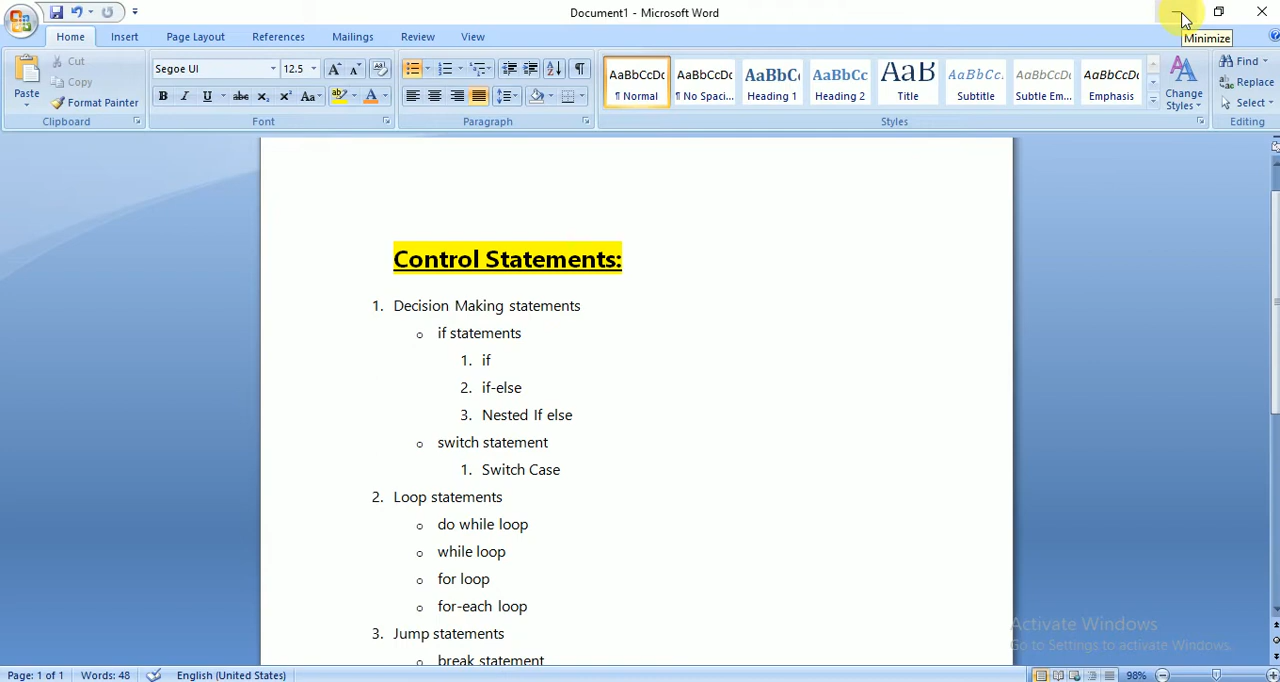 Document1 - Microsoft Word
Minimize
Home Insert Page Layout References Mailings Review View
Paste
Cut
Copy
Format Painter
Clipboard
Segoe UI 12.5
Font
Paragraph
AaBbCcDc AaBbCcDc AaBbC( AaBbCc AaB AaBbCc. AaBbCcDc AaBbCcDc
¶ Normal ¶ No Spaci... Heading 1 Heading 2 Title Subtitle Subtle Em... Emphasis
Styles
Change
Styles
Find
Replace
Select
Editing
Control Statements:
1. Decision Making statements
o if statements
1. if
2. if-else
3. Nested If else
o switch statement
1. Switch Case
2. Loop statements
o do while loop
o while loop
o for loop
o for-each loop
3. Jump statements
o break statement
Activate Windows
Go to Settings to activate Windows.
Page: 1 of 1 Words: 48 English (United States) 98%